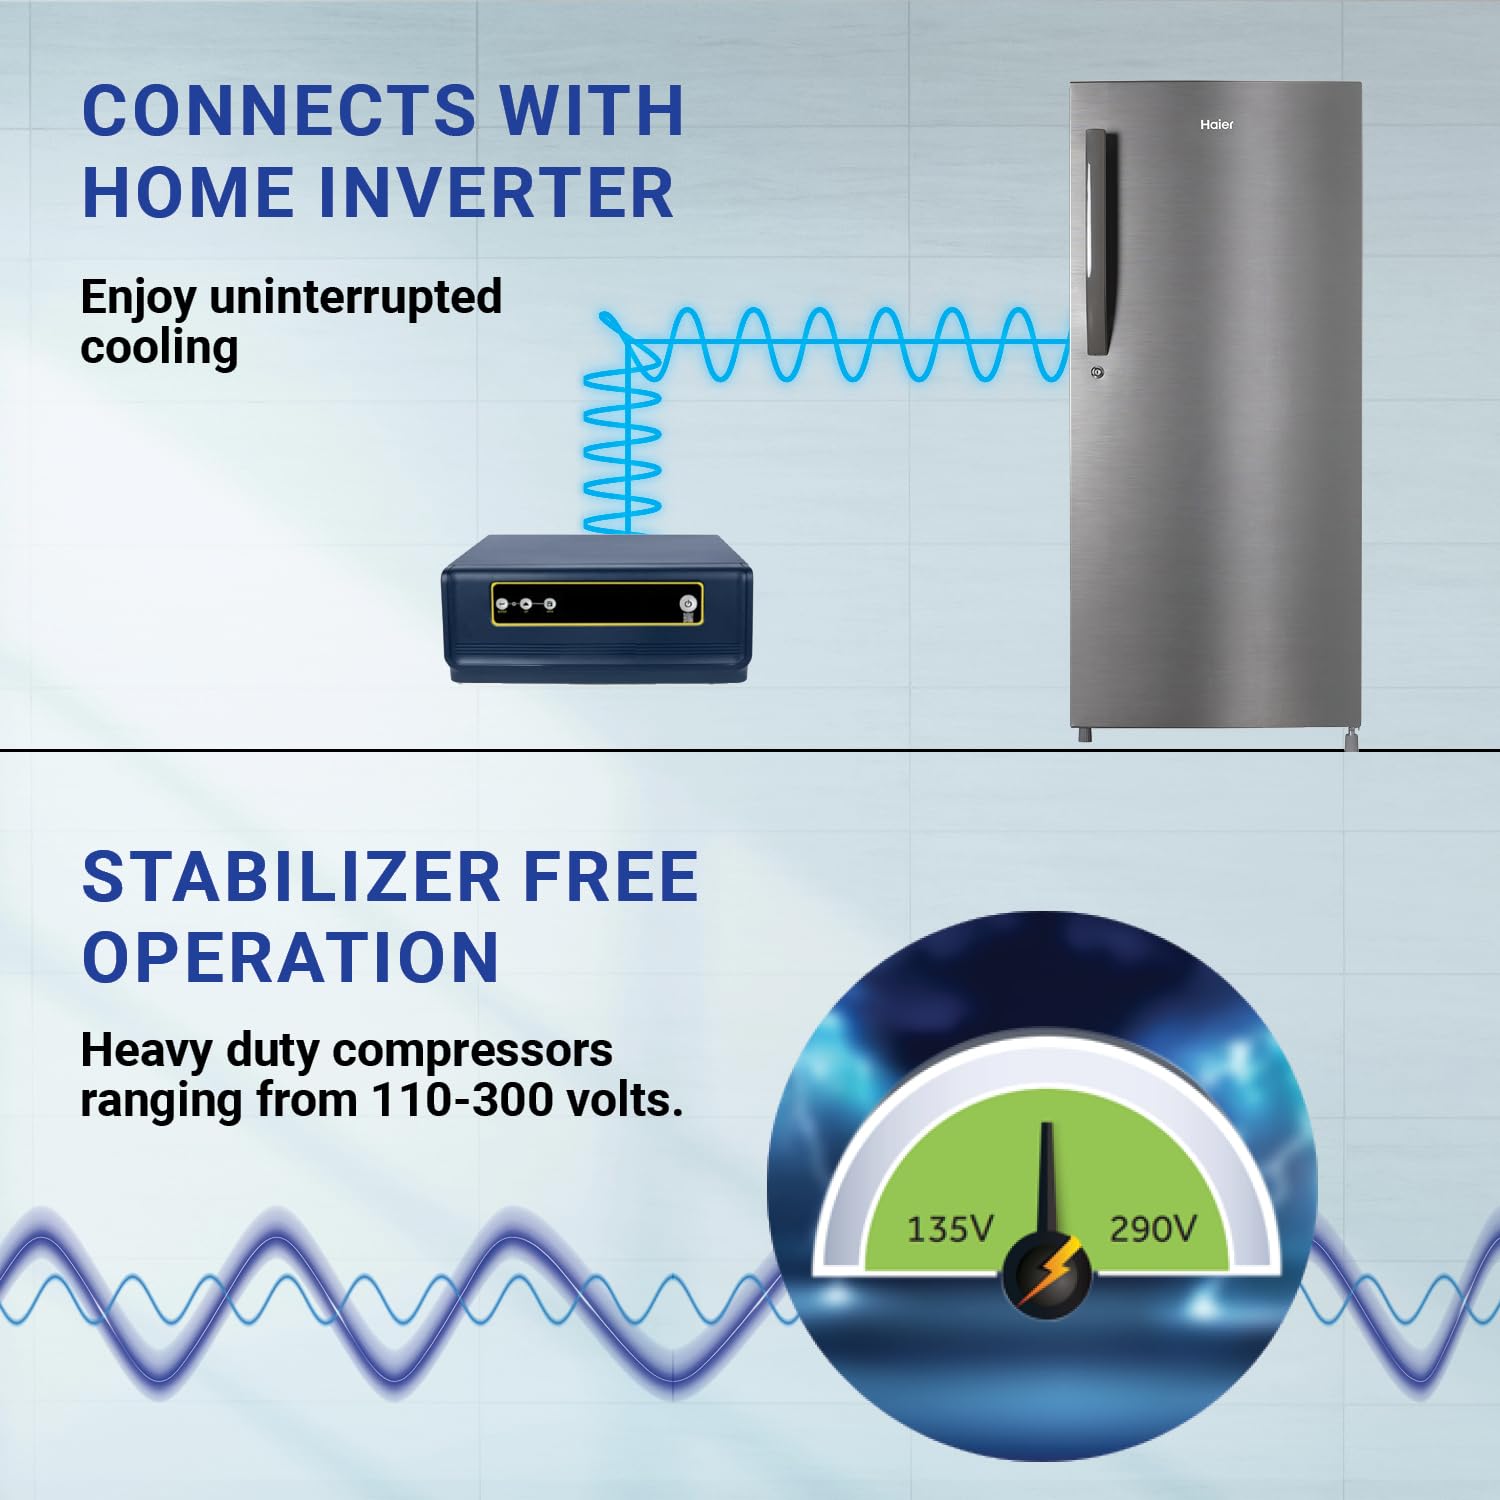 CONNECTS WITH
HOME INVERTER
Enjoy uninterrupted
cooling
Haier
STABILIZER FREE
OPERATION
Heavy duty compressors
ranging from 110-300 volts.
135V
290V